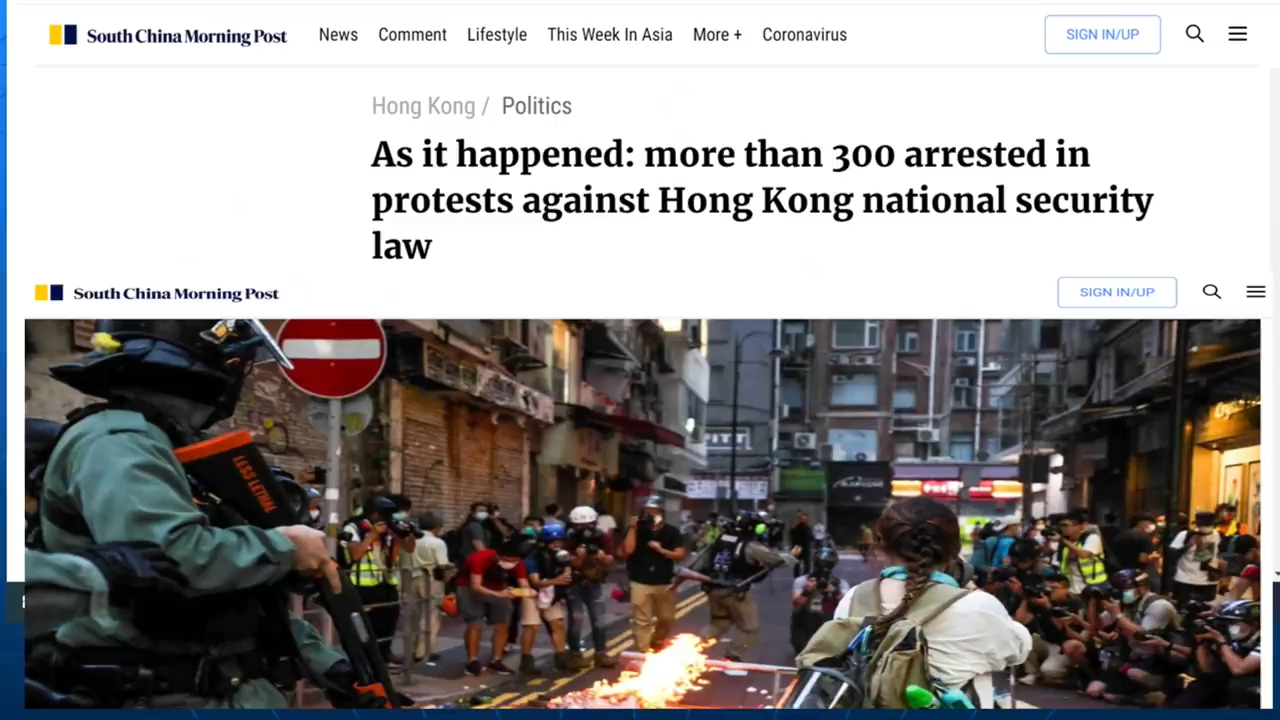 South China Morning Post News Comment Lifestyle This Week In Asia More + Coronavirus SIGN IN/UP
Hong Kong / Politics
As it happened: more than 300 arrested in
protests against Hong Kong national security
law
South China Morning Post SIGN IN/UP
LESS LETHAL